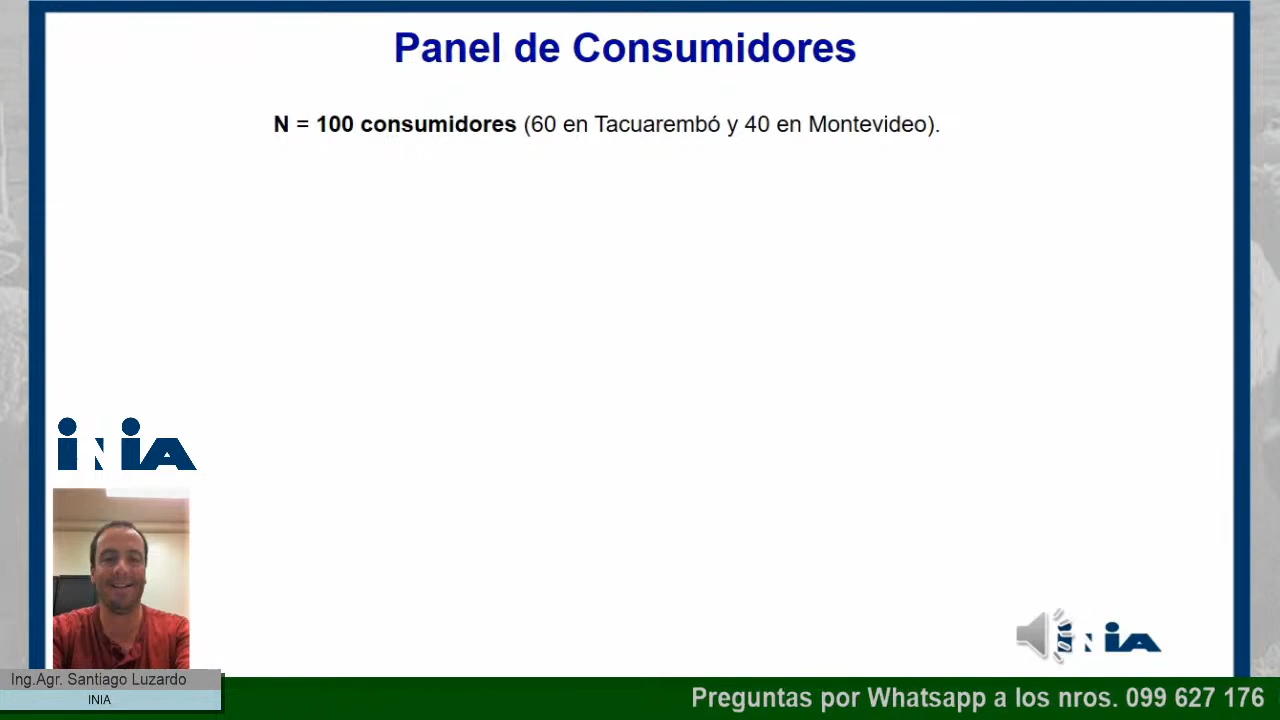 Panel de Consumidores
N = 100 consumidores (60 en Tacuarembó y 40 en Montevideo).
INIA
INIA
Ing.Agr. Santiago Luzardo
INIA
Preguntas por Whatsapp a los nros. 099 627 176